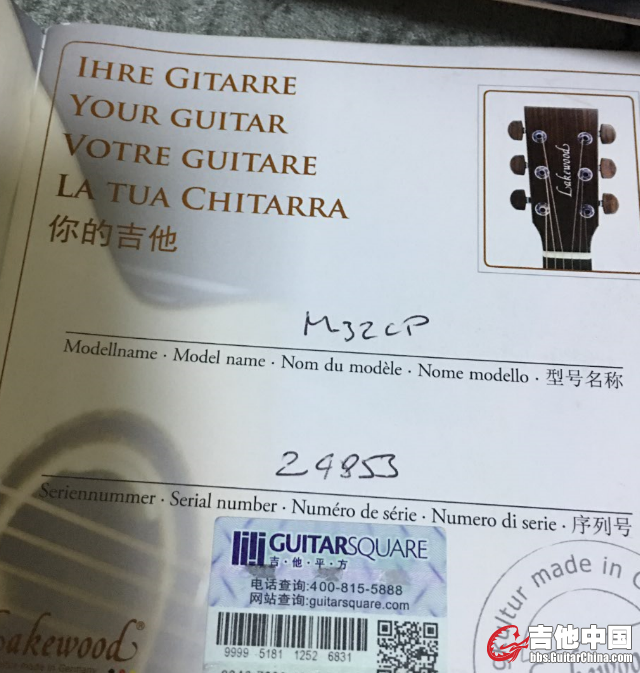 IHRE GITARRE
YOUR GUITAR
VOTRE GUITARE
LA TUA CHITARRA
你的吉他
Lakewood
M32CP
Modellname · Model name · Nom du modèle · Nome modello · 型号名称
24853
Seriennummer · Serial number · Numéro de série · Numero di serie · 序列号
GUITARSQUARE
吉·他·平·方
电话查询:400-815-5888
网站查询:guitarsquare.com
9999 5181 1252 6831
made in
Lakewood®
吉他中国
bbs.GuitarChina.com